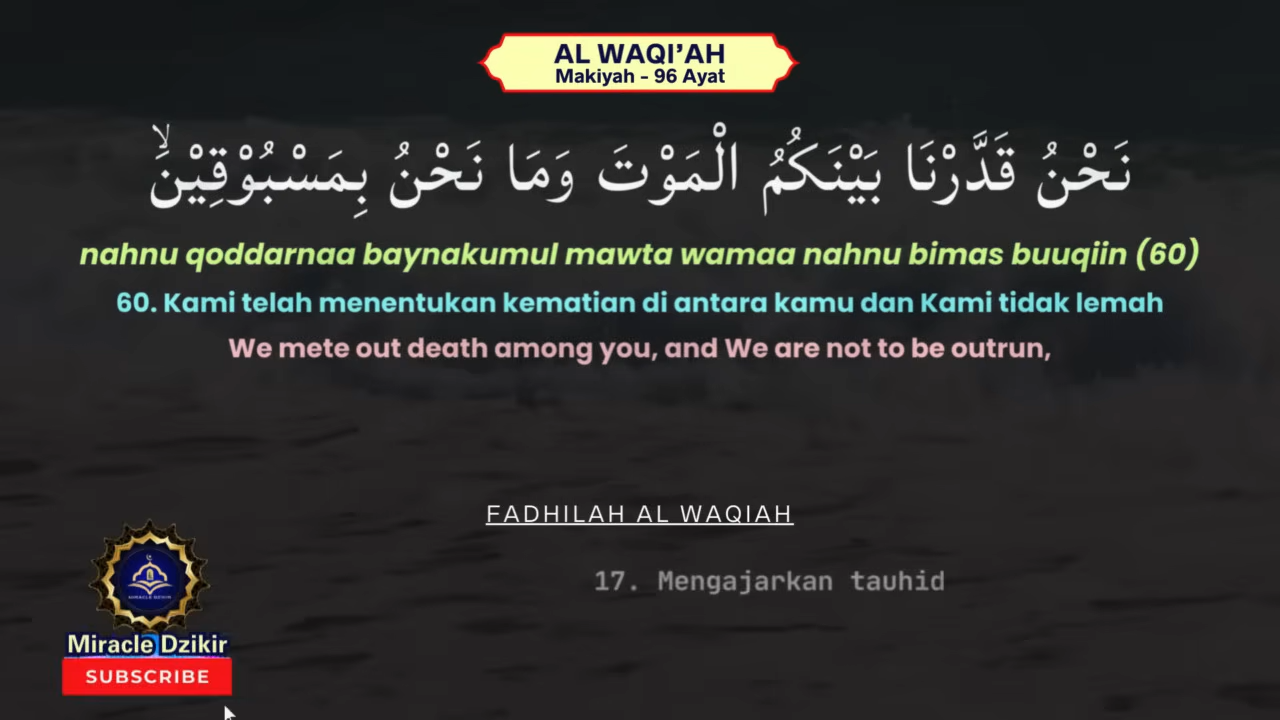 AL WAQI’AH
Makiyah - 96 Ayat
نَحْنُ قَدَّرْنَا بَيْنَكُمُ الْمَوْتَ وَمَا نَحْنُ بِمَسْبُوْقِيْنَۙ
nahnu qoddarnaa baynakumul mawta wamaa nahnu bimas buuqiin (60)
60. Kami telah menentukan kematian di antara kamu dan Kami tidak lemah
We mete out death among you, and We are not to be outrun,
FADHILAH AL WAQIAH
17. Mengajarkan tauhid
MIRACLE DZIKIR
Miracle Dzikir
SUBSCRIBE